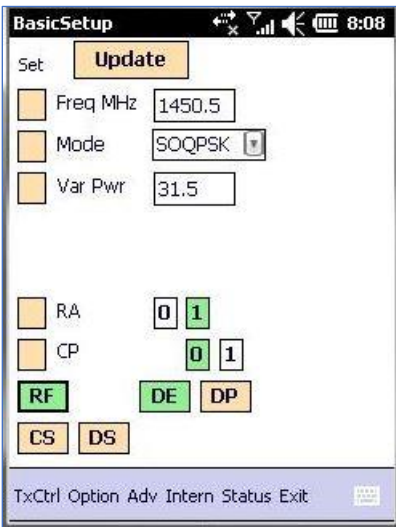 BasicSetup 8:08
Set Update
Freq MHz 1450.5
Mode SOQPSK
Var Pwr 31.5
RA 0 1
CP 0 1
RF DE DP
CS DS
TxCtrl Option Adv Intern Status Exit